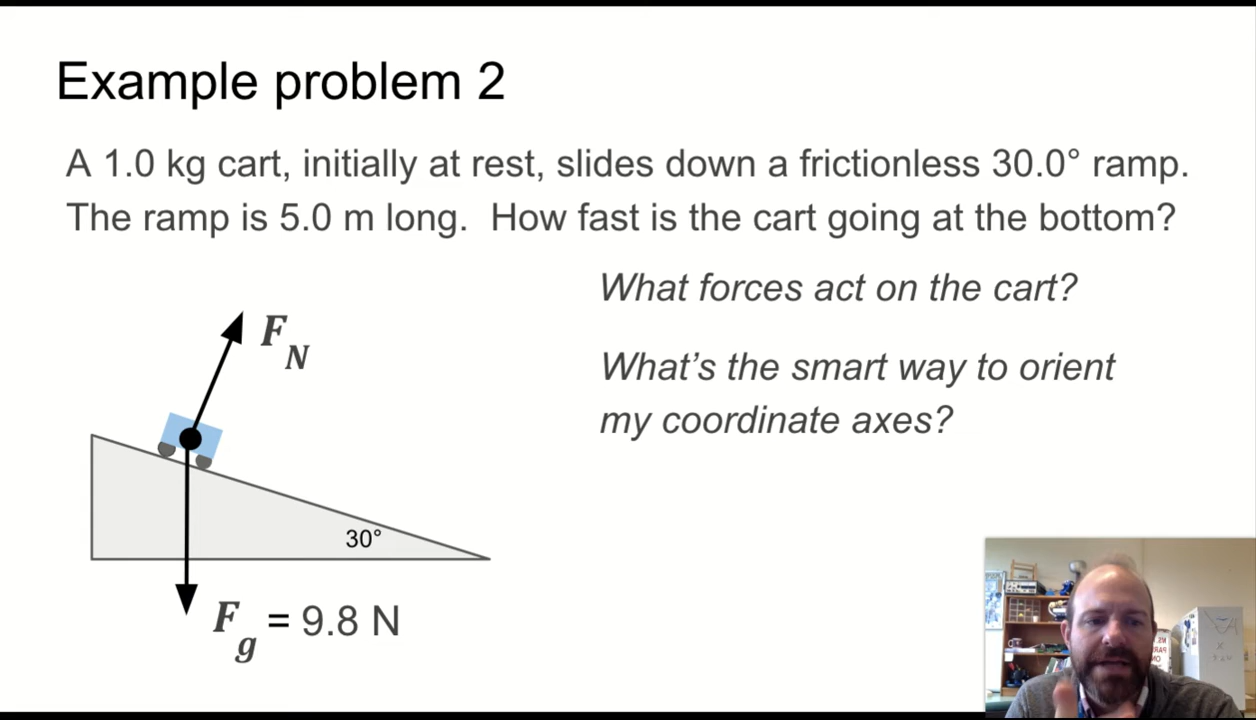 Example problem 2
A 1.0 kg cart, initially at rest, slides down a frictionless 30.0° ramp.
The ramp is 5.0 m long.  How fast is the cart going at the bottom?
What forces act on the cart?
What’s the smart way to orient
my coordinate axes?
F_N
30°
F_g = 9.8 N